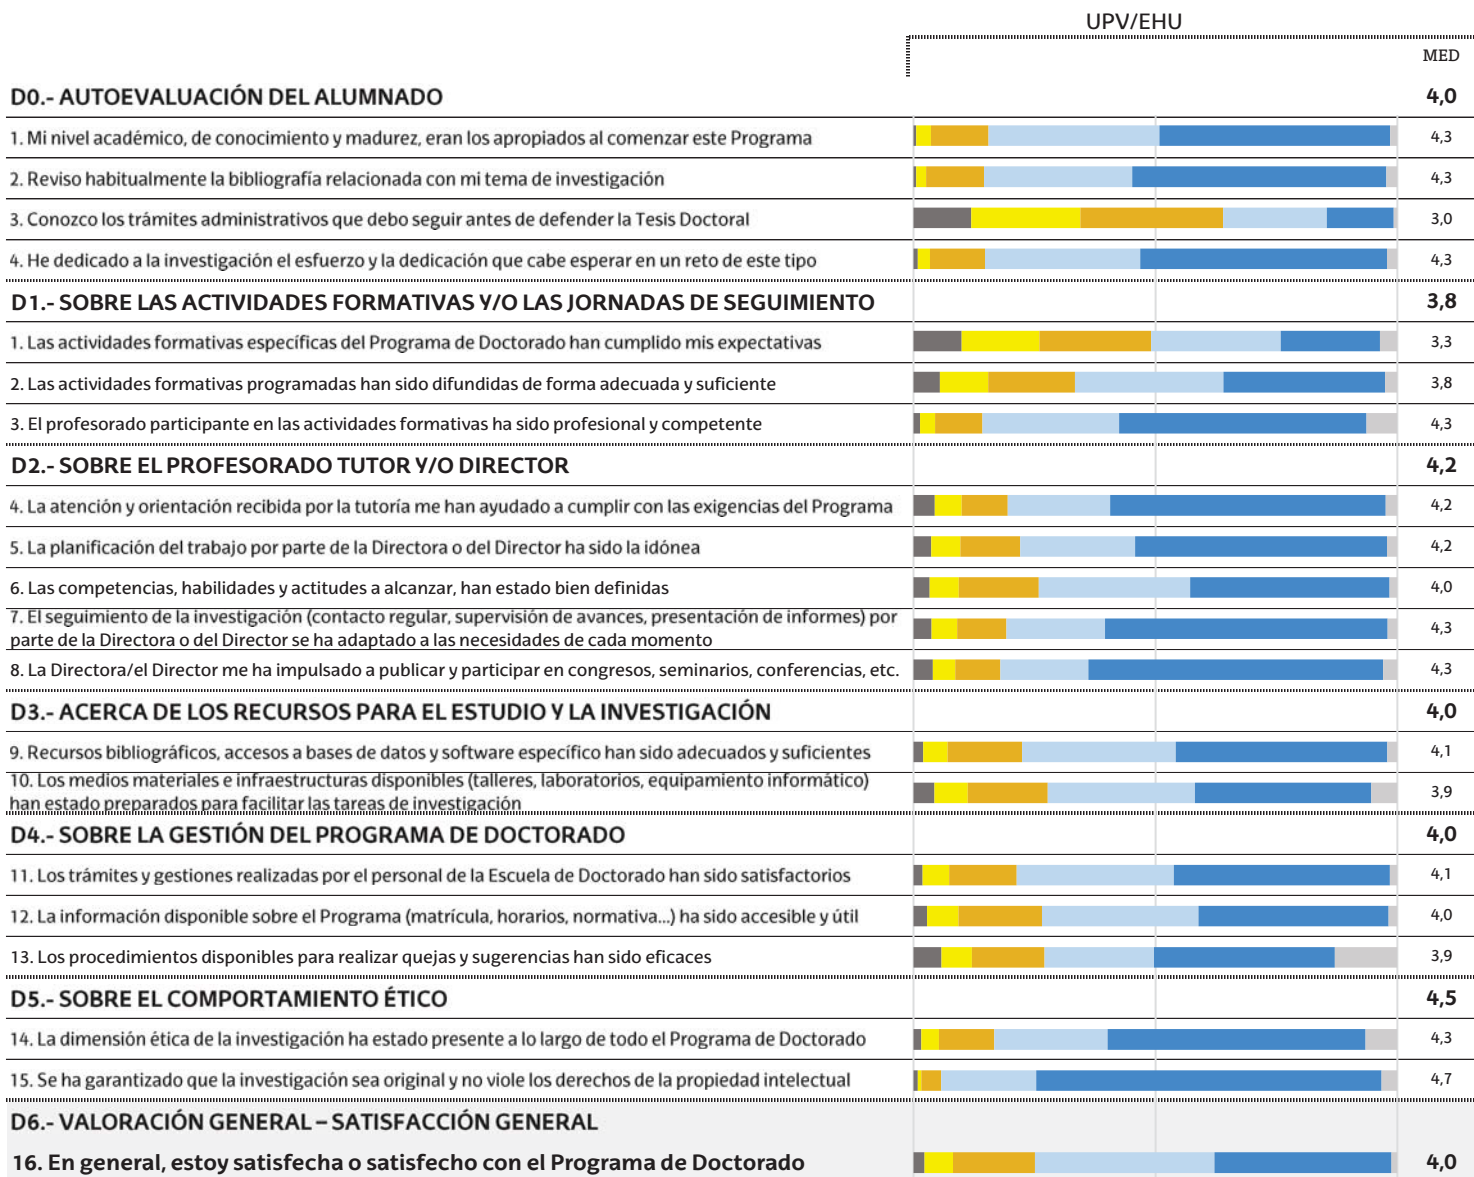 UPV/EHU
MED
D0.- AUTOEVALUACIÓN DEL ALUMNADO 4,0
1. Mi nivel académico, de conocimiento y madurez, eran los apropiados al comenzar este Programa 4,3
2. Reviso habitualmente la bibliografía relacionada con mi tema de investigación 4,3
3. Conozco los trámites administrativos que debo seguir antes de defender la Tesis Doctoral 3,0
4. He dedicado a la investigación el esfuerzo y la dedicación que cabe esperar en un reto de este tipo 4,3
D1.- SOBRE LAS ACTIVIDADES FORMATIVAS Y/O LAS JORNADAS DE SEGUIMIENTO 3,8
1. Las actividades formativas específicas del Programa de Doctorado han cumplido mis expectativas 3,3
2. Las actividades formativas programadas han sido difundidas de forma adecuada y suficiente 3,8
3. El profesorado participante en las actividades formativas ha sido profesional y competente 4,3
D2.- SOBRE EL PROFESORADO TUTOR Y/O DIRECTOR 4,2
4. La atención y orientación recibida por la tutoría me han ayudado a cumplir con las exigencias del Programa 4,2
5. La planificación del trabajo por parte de la Directora o del Director ha sido la idónea 4,2
6. Las competencias, habilidades y actitudes a alcanzar, han estado bien definidas 4,0
7. El seguimiento de la investigación (contacto regular, supervisión de avances, presentación de informes) por
parte de la Directora o del Director se ha adaptado a las necesidades de cada momento 4,3
8. La Directora/el Director me ha impulsado a publicar y participar en congresos, seminarios, conferencias, etc. 4,3
D3.- ACERCA DE LOS RECURSOS PARA EL ESTUDIO Y LA INVESTIGACIÓN 4,0
9. Recursos bibliográficos, accesos a bases de datos y software específico han sido adecuados y suficientes 4,1
10. Los medios materiales e infraestructuras disponibles (talleres, laboratorios, equipamiento informático)
han estado preparados para facilitar las tareas de investigación 3,9
D4.- SOBRE LA GESTIÓN DEL PROGRAMA DE DOCTORADO 4,0
11. Los trámites y gestiones realizadas por el personal de la Escuela de Doctorado han sido satisfactorios 4,1
12. La información disponible sobre el Programa (matrícula, horarios, normativa...) ha sido accesible y útil 4,0
13. Los procedimientos disponibles para realizar quejas y sugerencias han sido eficaces 3,9
D5.- SOBRE EL COMPORTAMIENTO ÉTICO 4,5
14. La dimensión ética de la investigación ha estado presente a lo largo de todo el Programa de Doctorado 4,3
15. Se ha garantizado que la investigación sea original y no viole los derechos de la propiedad intelectual 4,7
D6.- VALORACIÓN GENERAL – SATISFACCIÓN GENERAL
16. En general, estoy satisfecha o satisfecho con el Programa de Doctorado 4,0